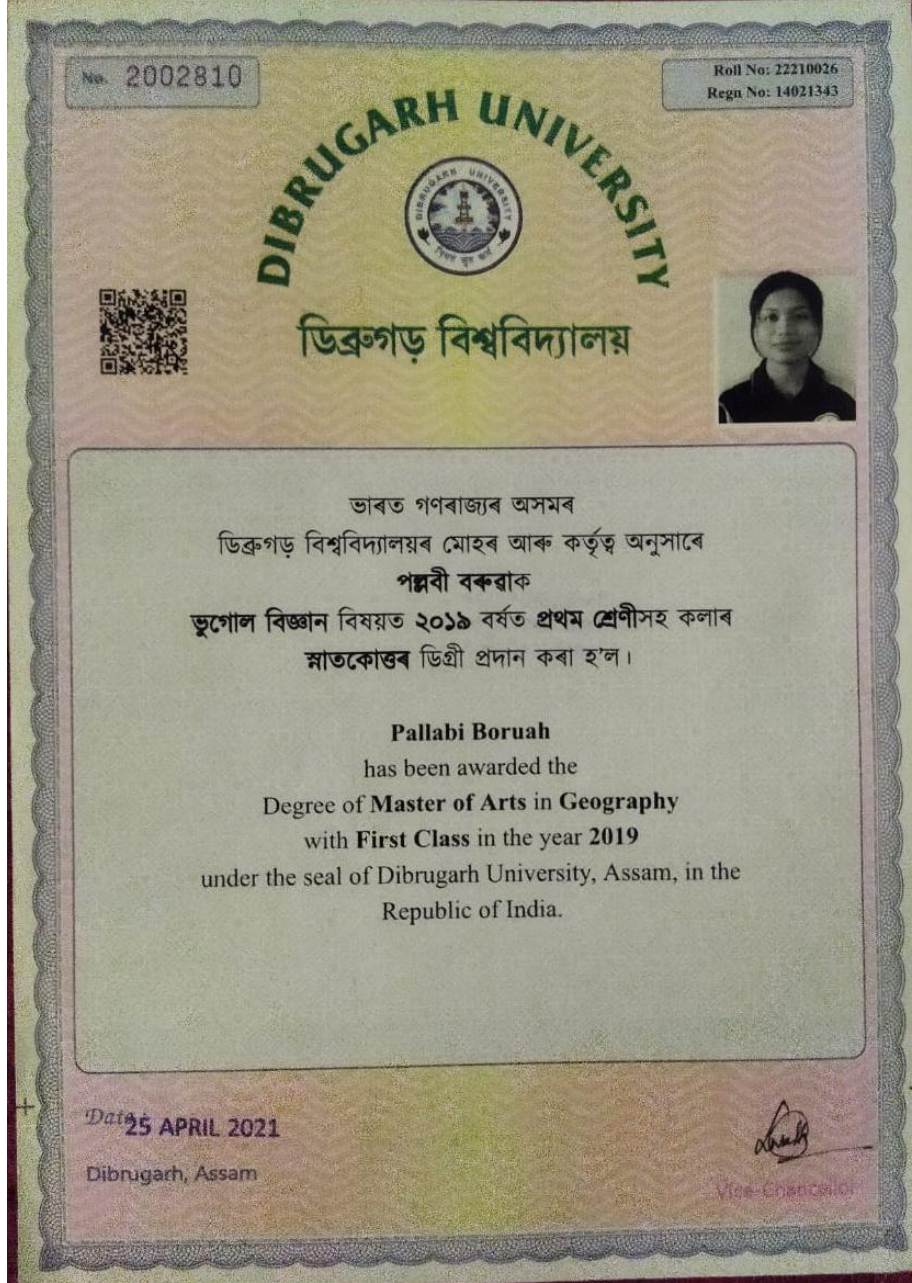 No. 2002810
Roll No: 22210026
Regn No: 14021343
DIBRUGARH UNIVERSITY
DIBRUGARH UNIVERSITY
ডিব্ৰুগড় বিশ্ববিদ্যালয়
ভাৰত গণৰাজ্যৰ অসমৰ
ডিব্ৰুগড় বিশ্ববিদ্যালয়ৰ মোহৰ আৰু কৰ্তৃত্ব অনুসাৰে
পল্লবী বৰুৱাক
ভুগোল বিজ্ঞান বিষয়ত ২০১৯ বৰ্ষত প্ৰথম শ্ৰেণীসহ কলাৰ
স্নাতকোত্তৰ ডিগ্ৰী প্ৰদান কৰা হ'ল।
Pallabi Boruah
has been awarded the
Degree of Master of Arts in Geography
with First Class in the year 2019
under the seal of Dibrugarh University, Assam, in the
Republic of India.
Date :
25 APRIL 2021
Dibrugarh, Assam
Vice-Chancellor